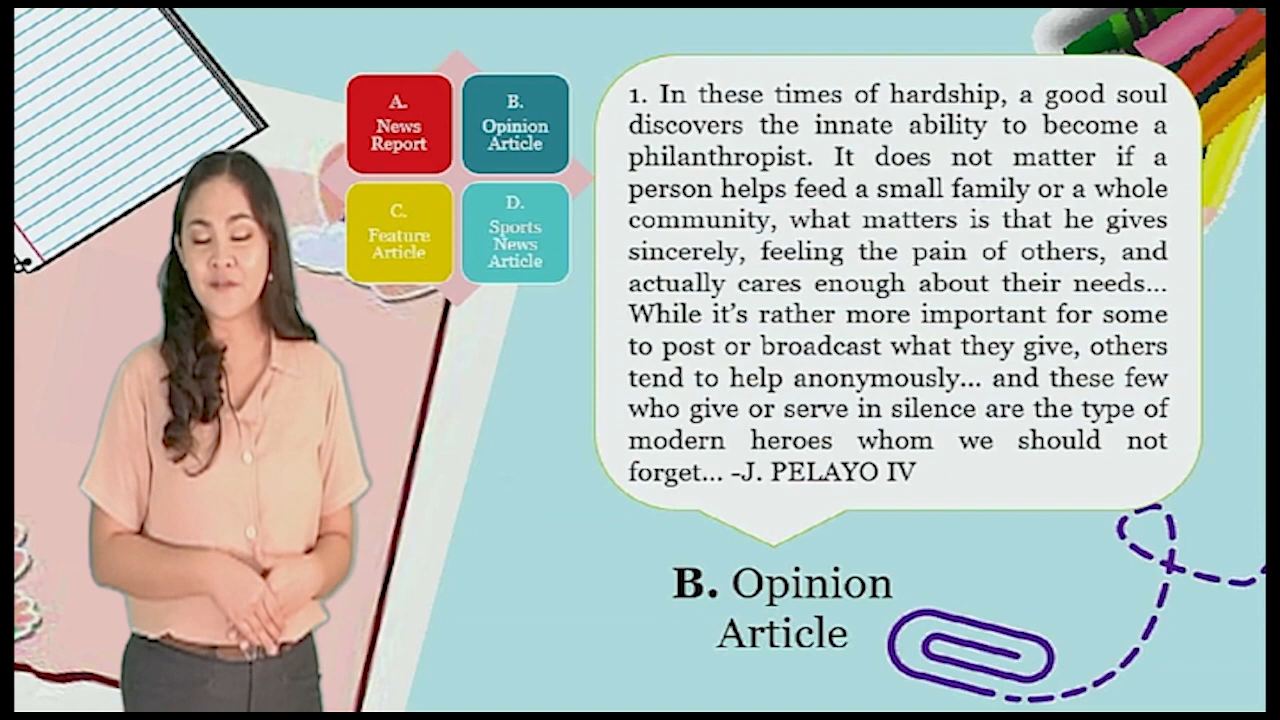 A.
News
Report
B.
Opinion
Article
C.
Feature
Article
D.
Sports
News
Article
1. In these times of hardship, a good soul
discovers the innate ability to become a
philanthropist. It does not matter if a
person helps feed a small family or a whole
community, what matters is that he gives
sincerely, feeling the pain of others, and
actually cares enough about their needs...
While it's rather more important for some
to post or broadcast what they give, others
tend to help anonymously... and these few
who give or serve in silence are the type of
modern heroes whom we should not
forget... -J. PELAYO IV
B. Opinion
Article